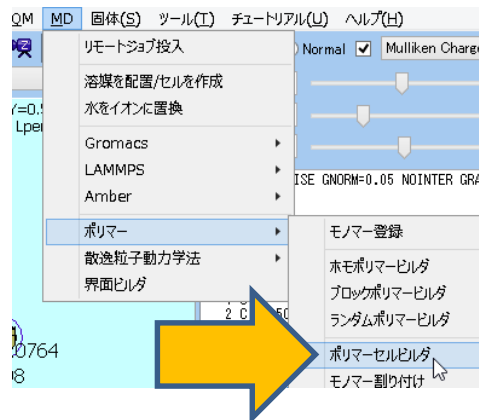 QM MD 固体(S) ツール(T) チュートリアル(U) ヘルプ(H)
リモートジョブ投入
Normal Mulliken Charge
溶媒を配置/セルを作成
水をイオンに置換
Y=0.5
Lper
Gromacs
LAMMPS
ISE GNORM=0.05 NOINTER GRA
Amber
ポリマー
モノマー登録
散逸粒子動力学法
ホモポリマービルダ
界面ビルダ
ブロックポリマービルダ
ランダムポリマービルダ
2 C
50
0764
ポリマーセルビルダ
8
モノマー割り付け